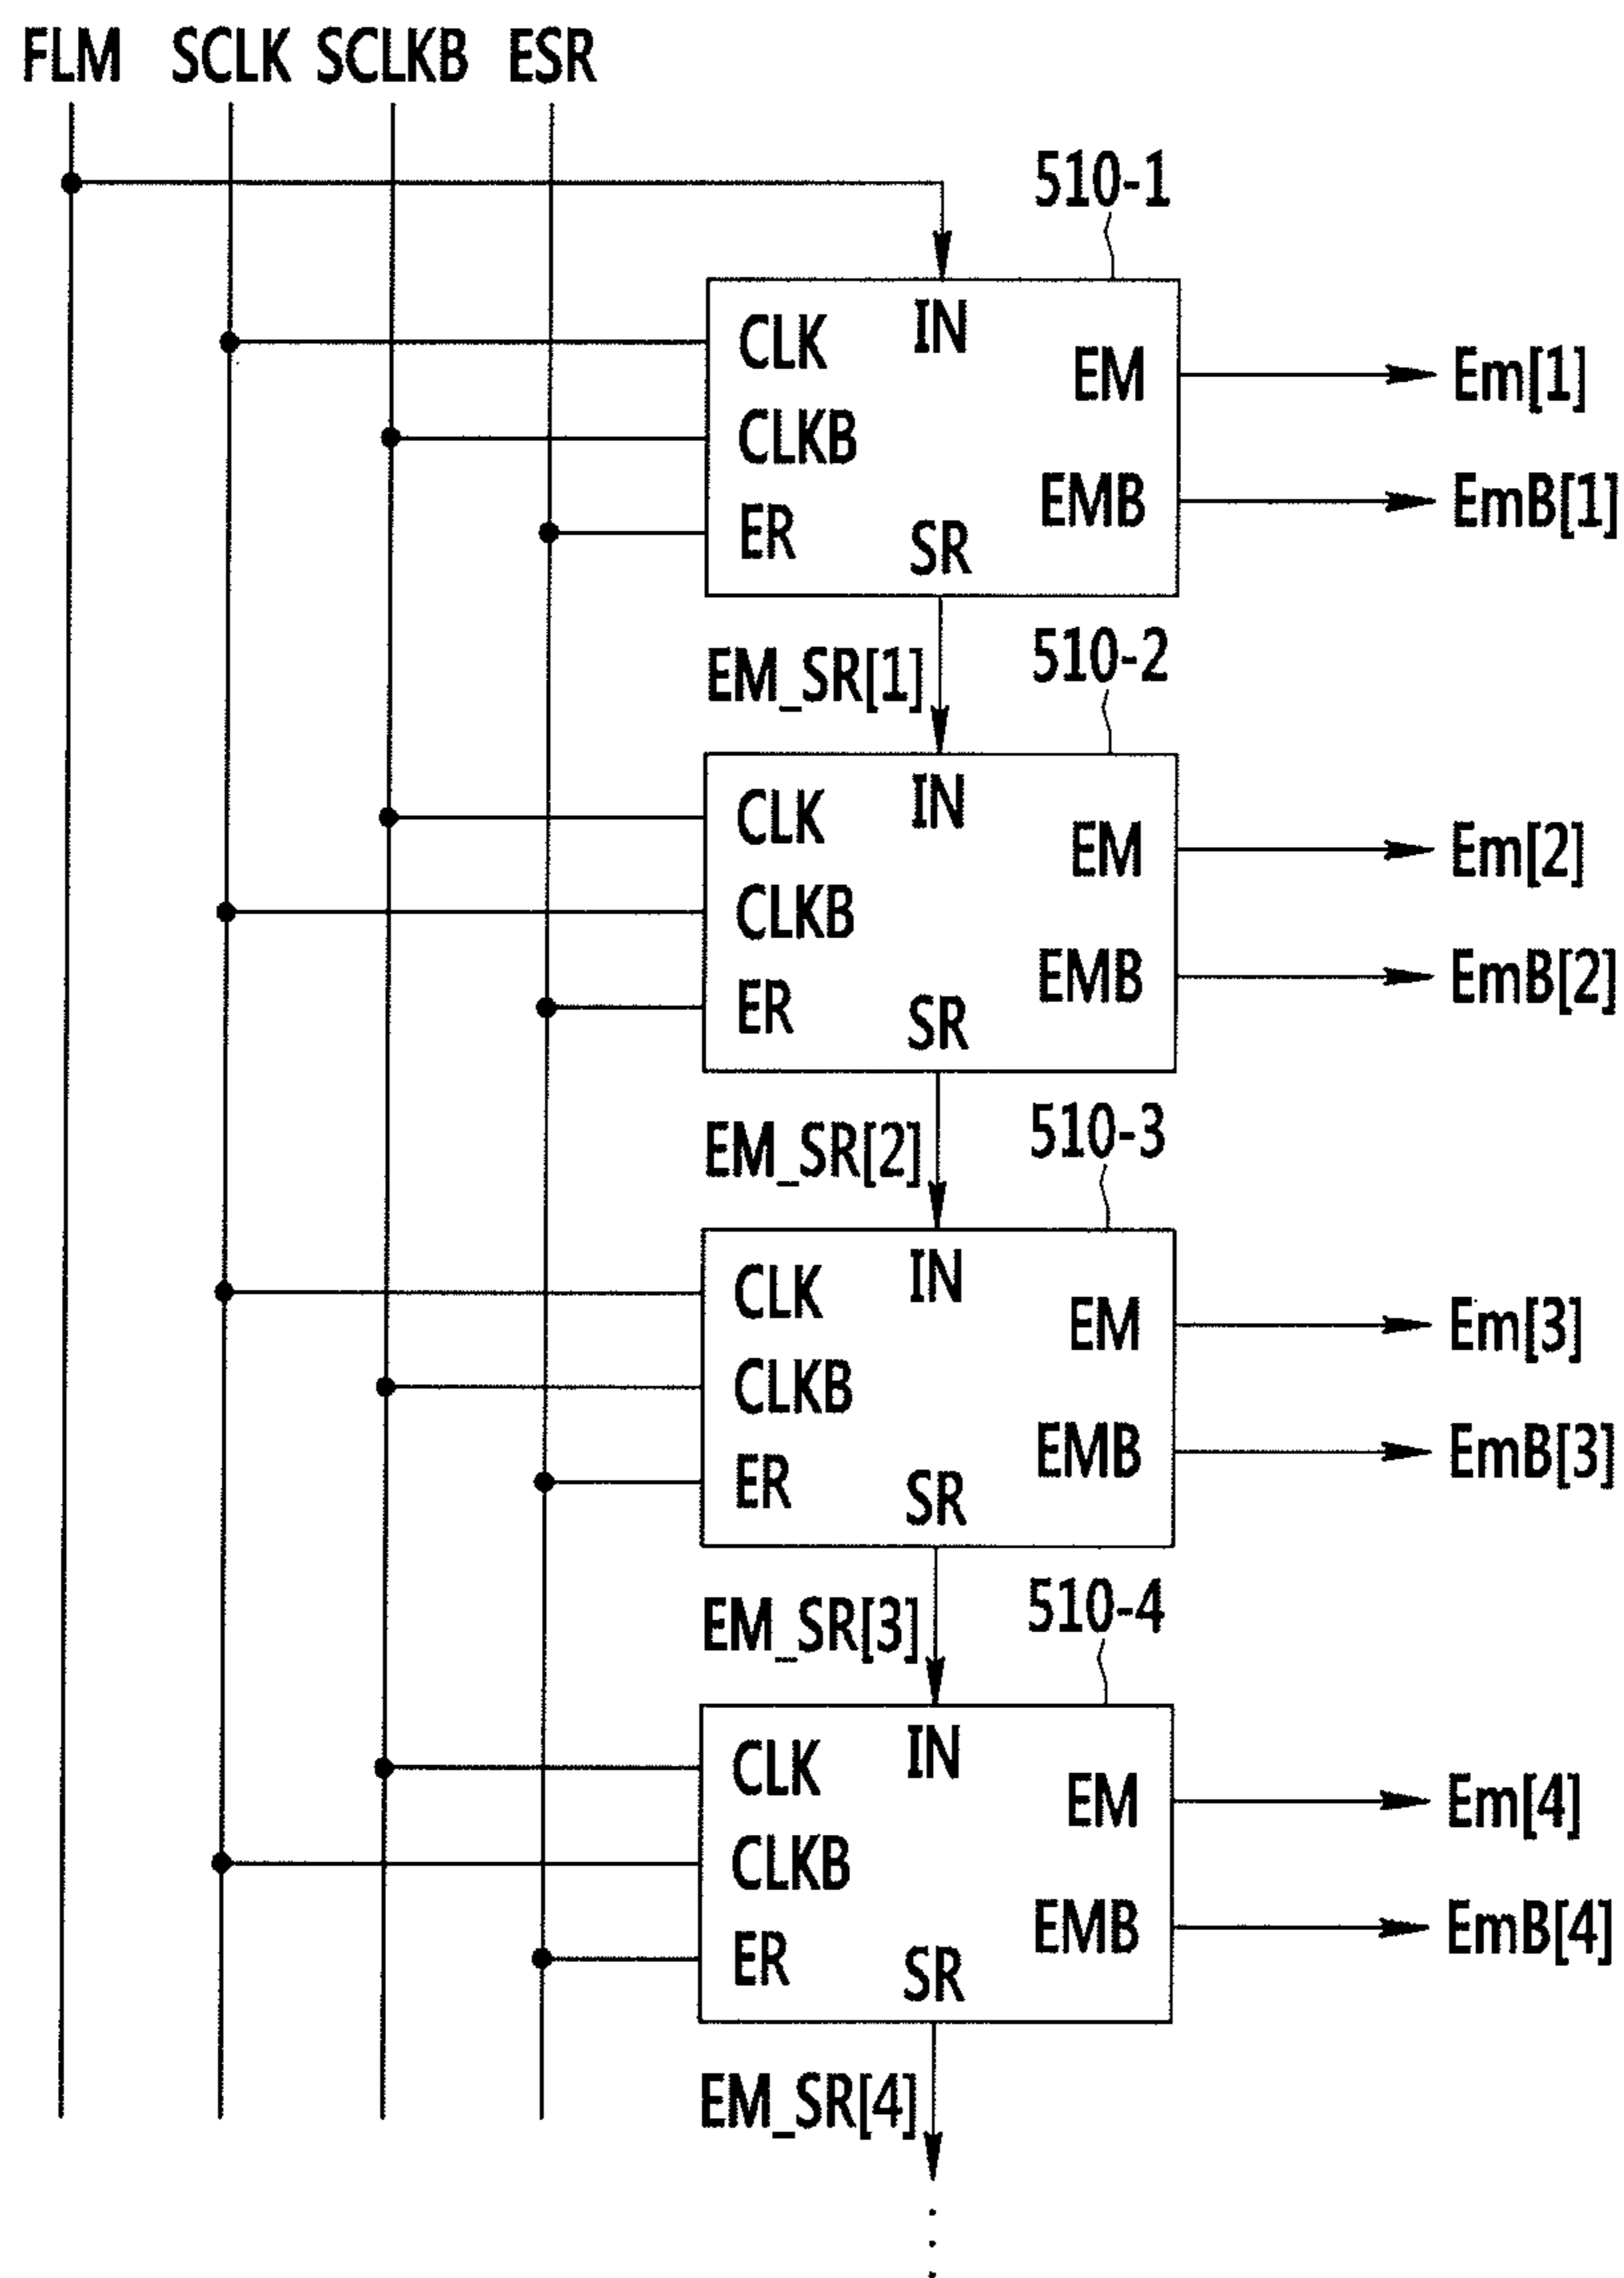 FLM SCLK SCLKB ESR
510-1
IN
CLK
EM
Em[1]
CLKB
EMB
EmB[1]
ER
SR
EM_SR[1]
510-2
IN
CLK
EM
Em[2]
CLKB
EMB
EmB[2]
ER
SR
EM_SR[2]
510-3
IN
CLK
EM
Em[3]
CLKB
EMB
EmB[3]
ER
SR
EM_SR[3]
510-4
IN
CLK
EM
Em[4]
CLKB
EMB
EmB[4]
ER
SR
EM_SR[4]